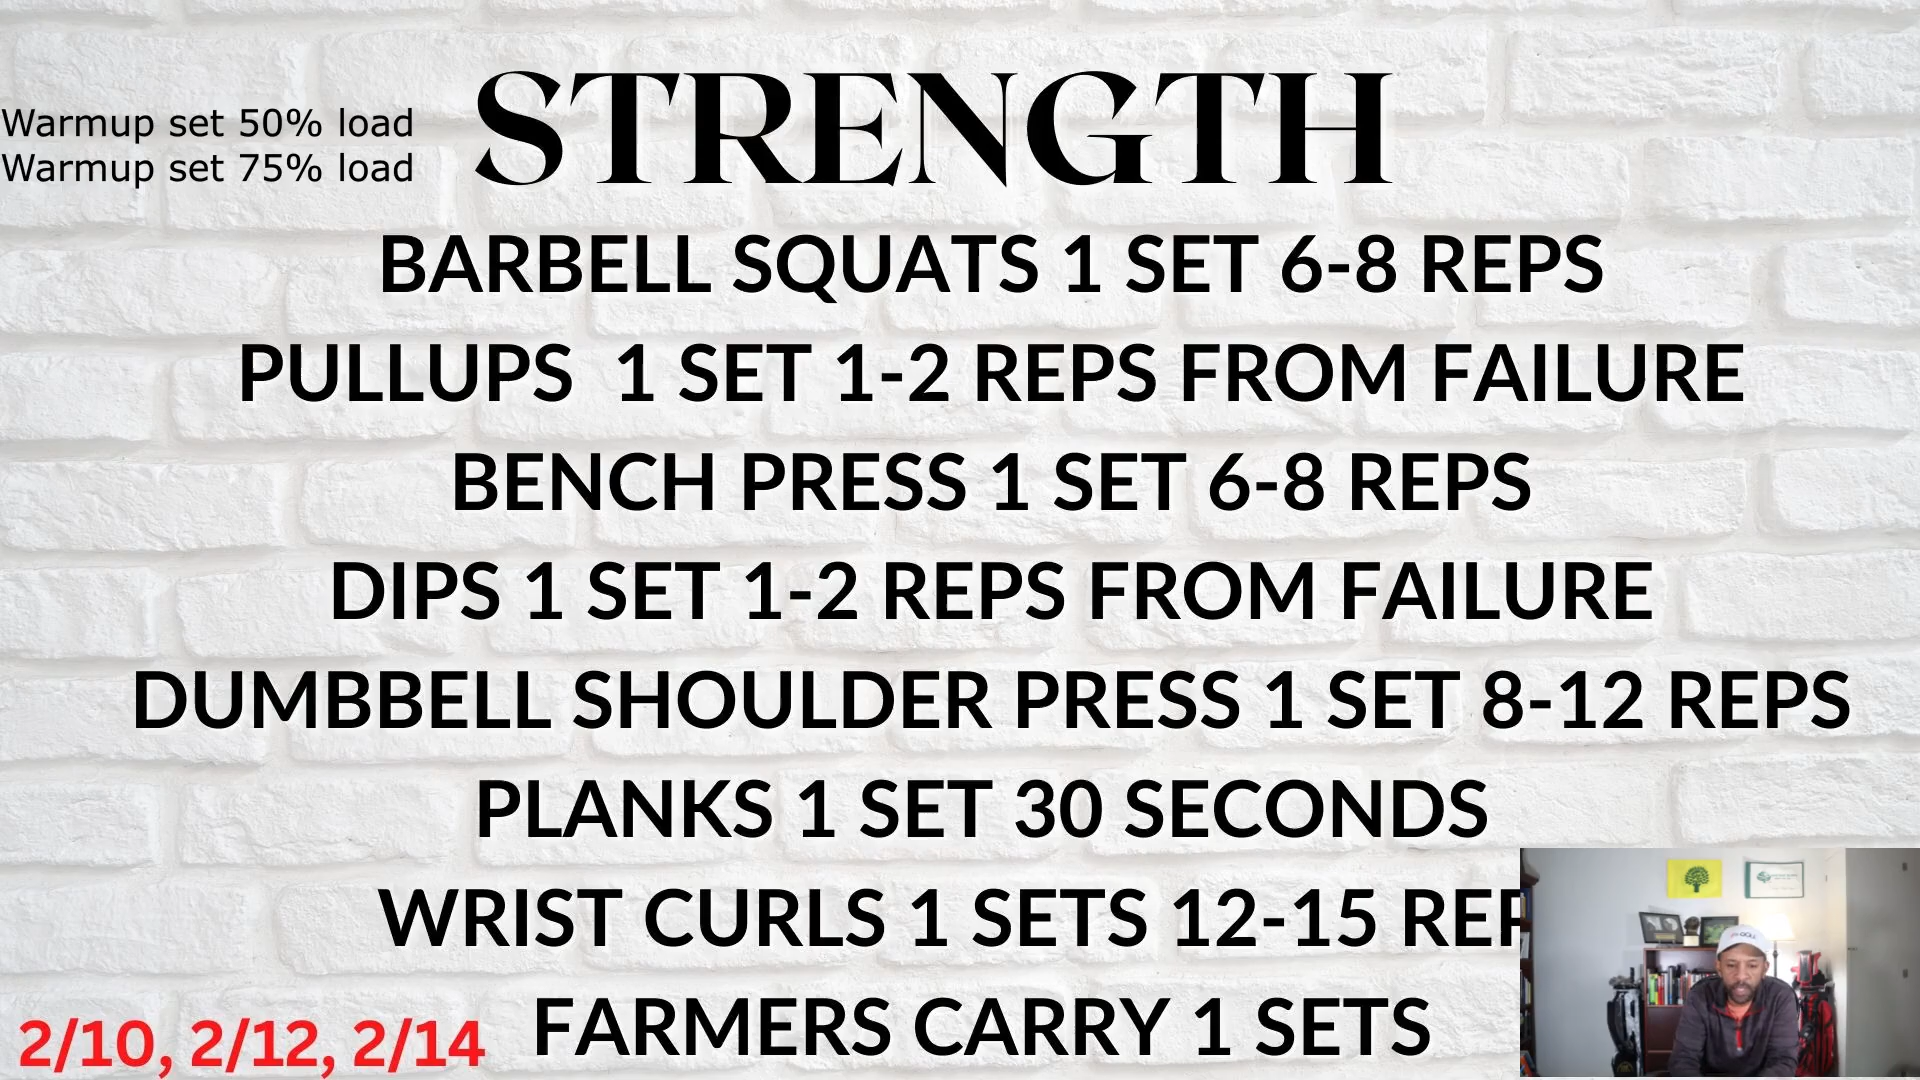 STRENGTH
Warmup set 50% load
Warmup set 75% load
BARBELL SQUATS 1 SET 6-8 REPS
PULLUPS 1 SET 1-2 REPS FROM FAILURE
BENCH PRESS 1 SET 6-8 REPS
DIPS 1 SET 1-2 REPS FROM FAILURE
DUMBBELL SHOULDER PRESS 1 SET 8-12 REPS
PLANKS 1 SET 30 SECONDS
WRIST CURLS 1 SETS 12-15 REP
FARMERS CARRY 1 SETS
2/10, 2/12, 2/14